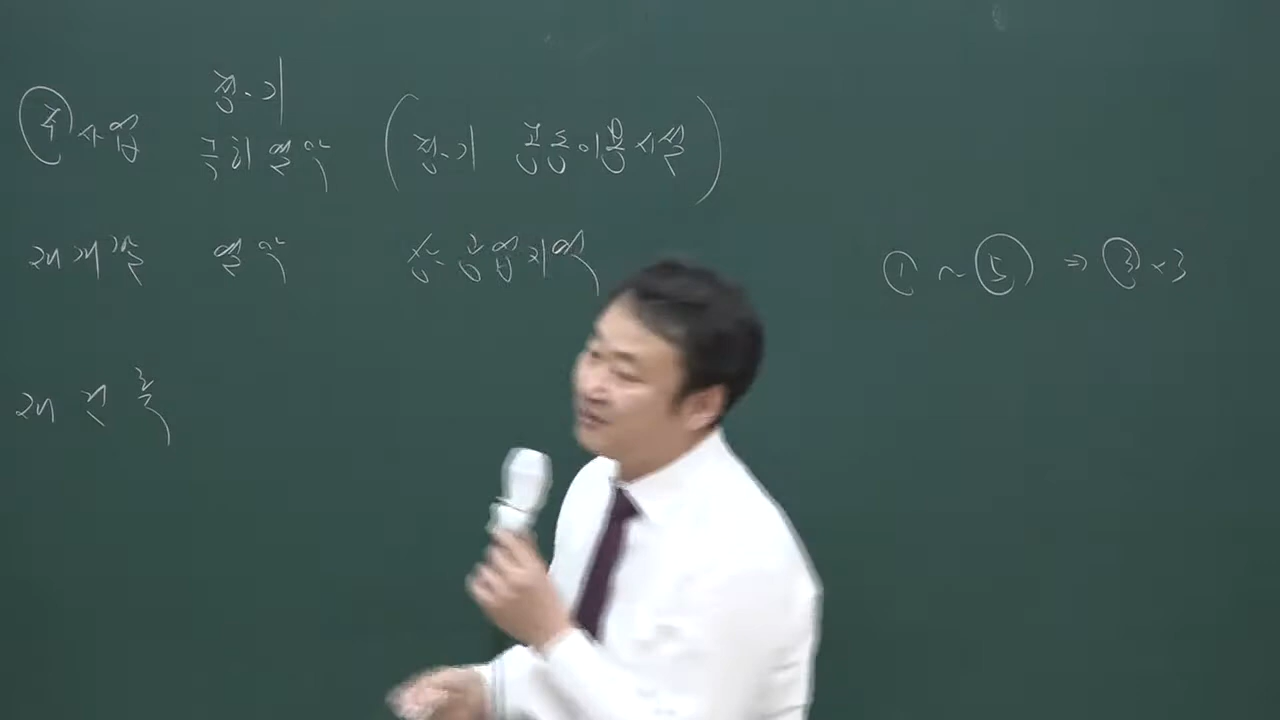 정·기
주사업 극히 열악 (정·기 공동이용시설)
재개발 열악 상·공업지역 ① ~ ⑤ ⇒ ③ × 3
재건축